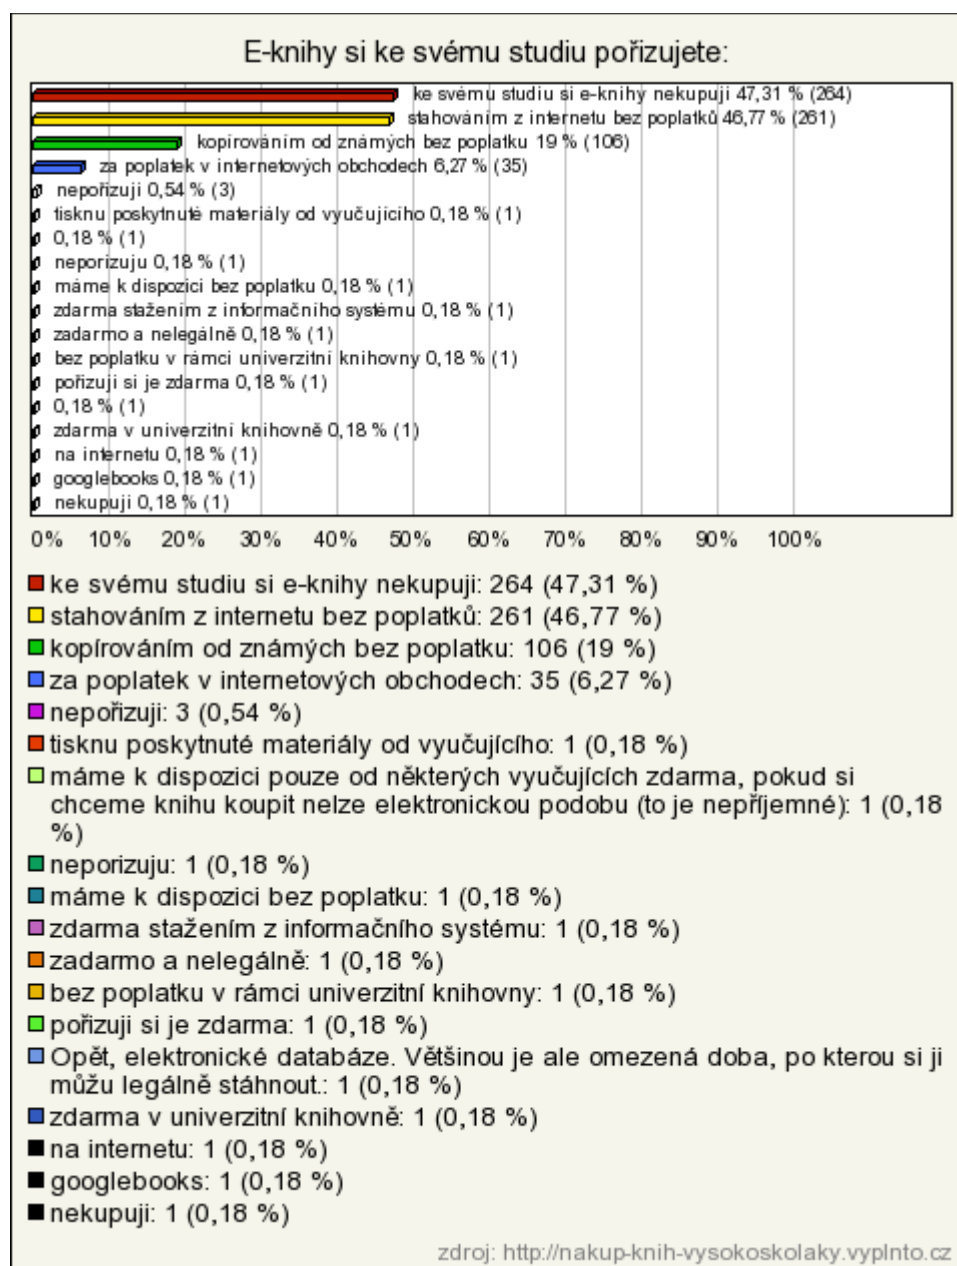 E-knihy si ke svému studiu pořizujete:
ke svému studiu si e-knihy nekupuji 47,31 % (264)
stahováním z internetu bez poplatků 46,77 % (261)
kopírováním od známých bez poplatku 19 % (106)
za poplatek v internetových obchodech 6,27 % (35)
nepořizuji 0,54 % (3)
tisknu poskytnuté materiály od vyučujícího 0,18 % (1)
0,18 % (1)
neporizuju 0,18 % (1)
máme k dispozici bez poplatku 0,18 % (1)
zdarma stažením z informačního systému 0,18 % (1)
zadarmo a nelegálně 0,18 % (1)
bez poplatku v rámci univerzitní knihovny 0,18 % (1)
pořizuji si je zdarma 0,18 % (1)
0,18 % (1)
zdarma v univerzitní knihovně 0,18 % (1)
na internetu 0,18 % (1)
googlebooks 0,18 % (1)
nekupuji 0,18 % (1)
0% 10% 20% 30% 40% 50% 60% 70% 80% 90% 100%
ke svému studiu si e-knihy nekupuji: 264 (47,31 %)
stahováním z internetu bez poplatků: 261 (46,77 %)
kopírováním od známých bez poplatku: 106 (19 %)
za poplatek v internetových obchodech: 35 (6,27 %)
nepořizuji: 3 (0,54 %)
tisknu poskytnuté materiály od vyučujícího: 1 (0,18 %)
máme k dispozici pouze od některých vyučujících zdarma, pokud si
chceme knihu koupit nelze elektronickou podobu (to je nepříjemné): 1 (0,18
%)
neporizuju: 1 (0,18 %)
máme k dispozici bez poplatku: 1 (0,18 %)
zdarma stažením z informačního systému: 1 (0,18 %)
zadarmo a nelegálně: 1 (0,18 %)
bez poplatku v rámci univerzitní knihovny: 1 (0,18 %)
pořizuji si je zdarma: 1 (0,18 %)
Opět, elektronické databáze. Většinou je ale omezená doba, po kterou si ji
můžu legálně stáhnout.: 1 (0,18 %)
zdarma v univerzitní knihovně: 1 (0,18 %)
na internetu: 1 (0,18 %)
googlebooks: 1 (0,18 %)
nekupuji: 1 (0,18 %)
zdroj: http://nakup-knih-vysokoskolaky.vyplnto.cz